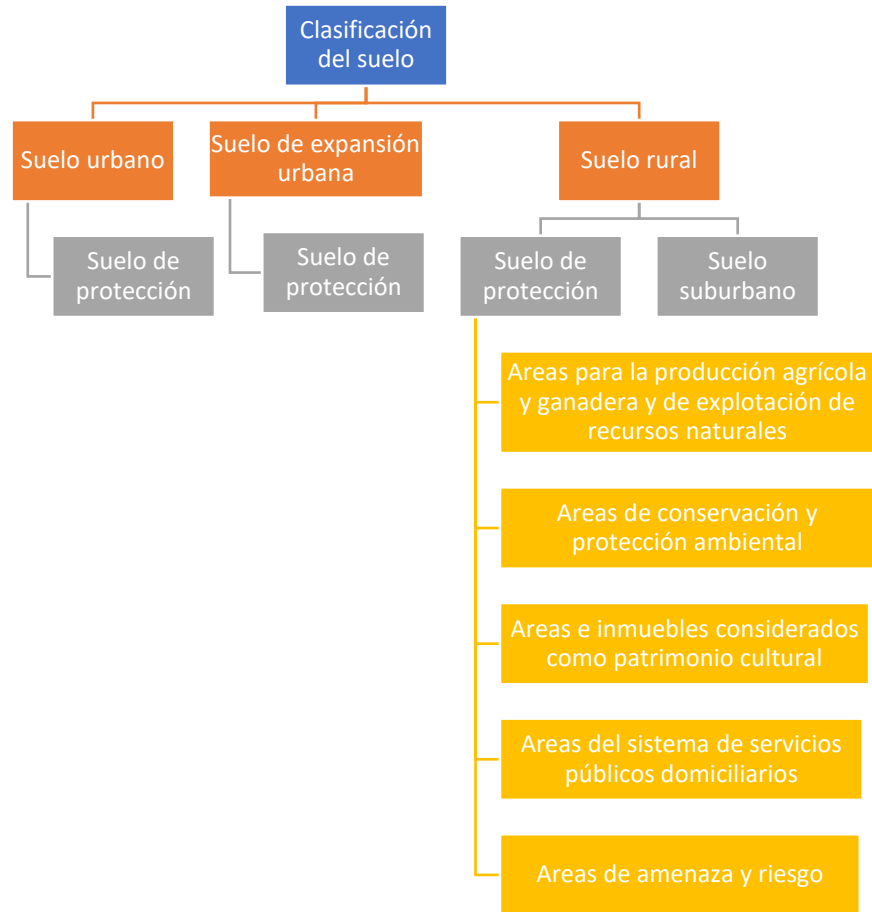 Clasificación
del suelo
Suelo urbano
Suelo de expansión
urbana
Suelo rural
Suelo de
protección
Suelo de
protección
Suelo de
protección
Suelo
suburbano
Areas para la producción agrícola
y ganadera y de explotación de
recursos naturales
Areas de conservación y
protección ambiental
Areas e inmuebles considerados
como patrimonio cultural
Areas del sistema de servicios
públicos domiciliarios
Areas de amenaza y riesgo